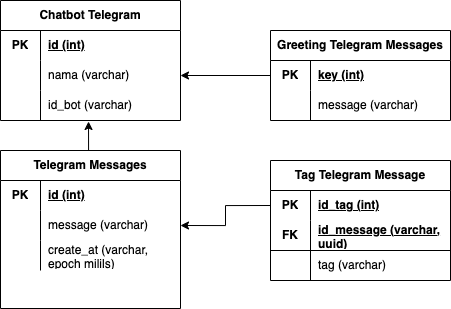 Chatbot Telegram
PK id (int)
nama (varchar)
id_bot (varchar)
Greeting Telegram Messages
PK key (int)
message (varchar)
Telegram Messages
PK id (int)
message (varchar)
create_at (varchar,
epoch milils)
Tag Telegram Message
PK id_tag (int)
FK id_message (varchar,
uuid)
tag (varchar)